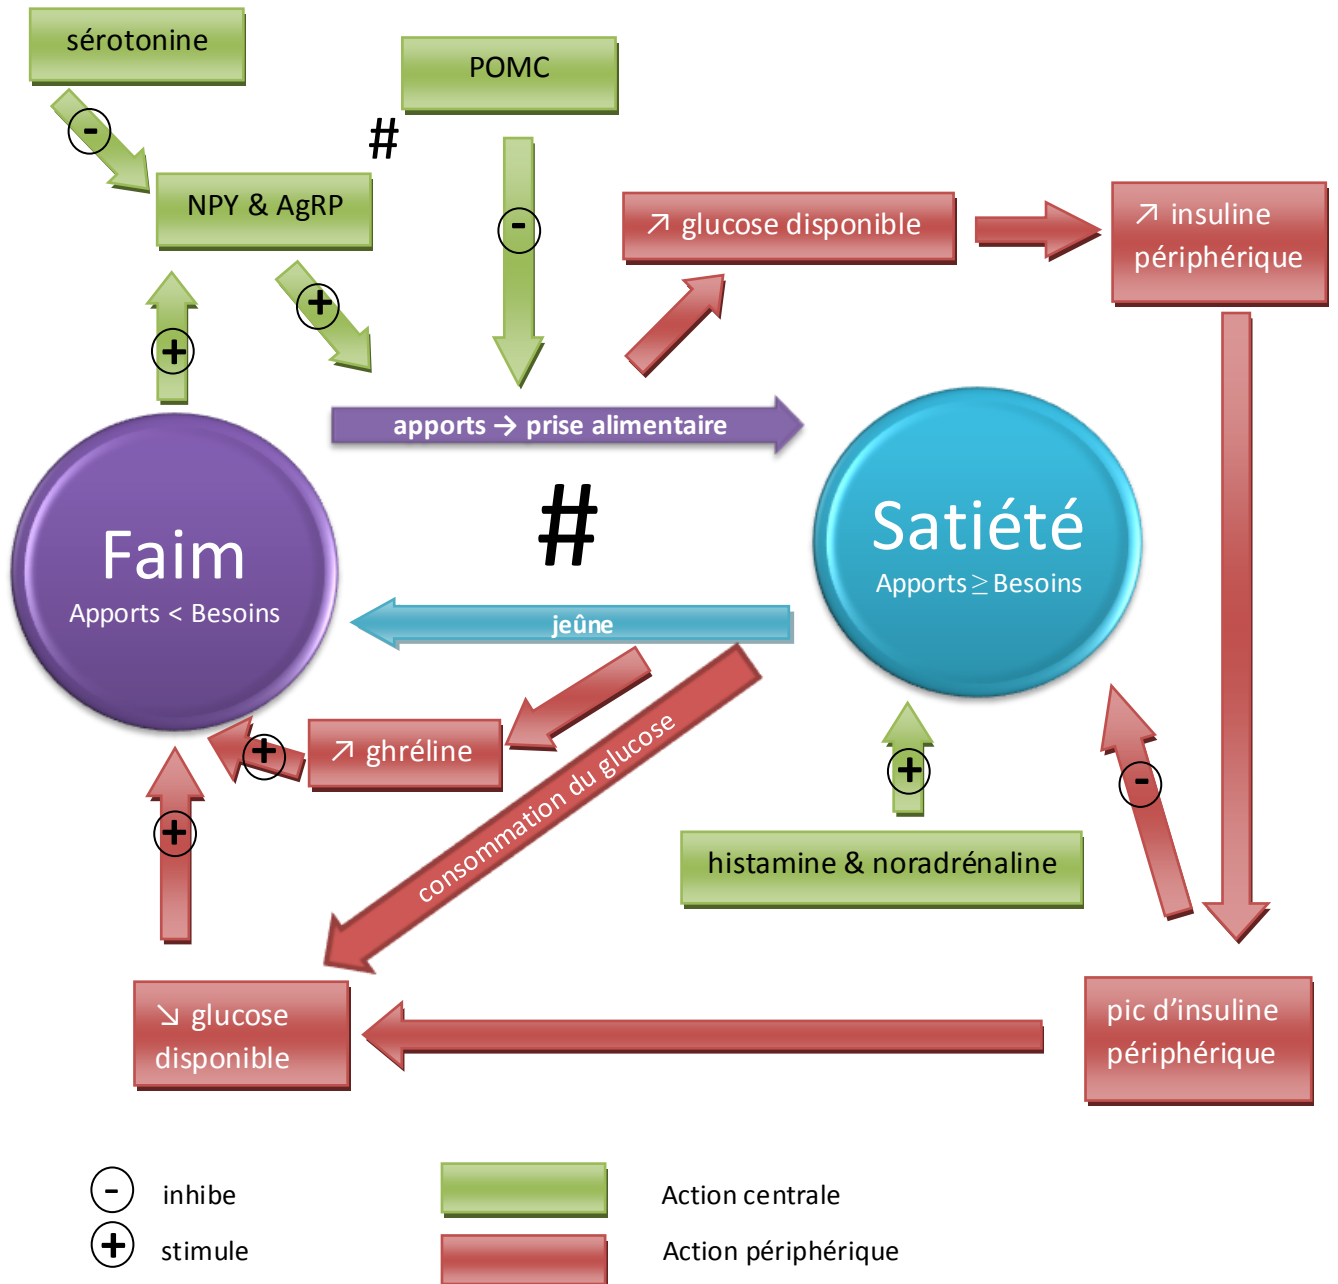 sérotonine
POMC
-
#
NPY & AgRP
-
↗ glucose disponible
↗ insuline
périphérique
+
+
apports → prise alimentaire
#
Faim
Apports < Besoins
Satiété
Apports ≥ Besoins
jeûne
↗ ghréline
+
consommation du glucose
+
+
-
histamine & noradrénaline
↘ glucose
disponible
pic d’insuline
périphérique
- inhibe
Action centrale
+ stimule
Action périphérique